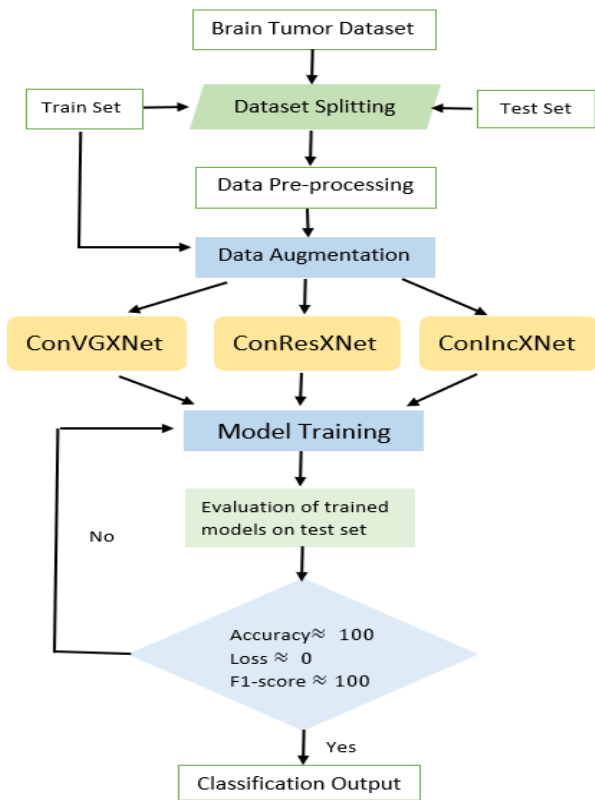 Brain Tumor Dataset
Train Set
Dataset Splitting
Test Set
Data Pre-processing
Data Augmentation
ConVGXNet
ConResXNet
ConIncXNet
Model Training
Evaluation of trained
models on test set
No
Accuracy≈ 100
Loss ≈ 0
F1-score ≈ 100
Yes
Classification Output